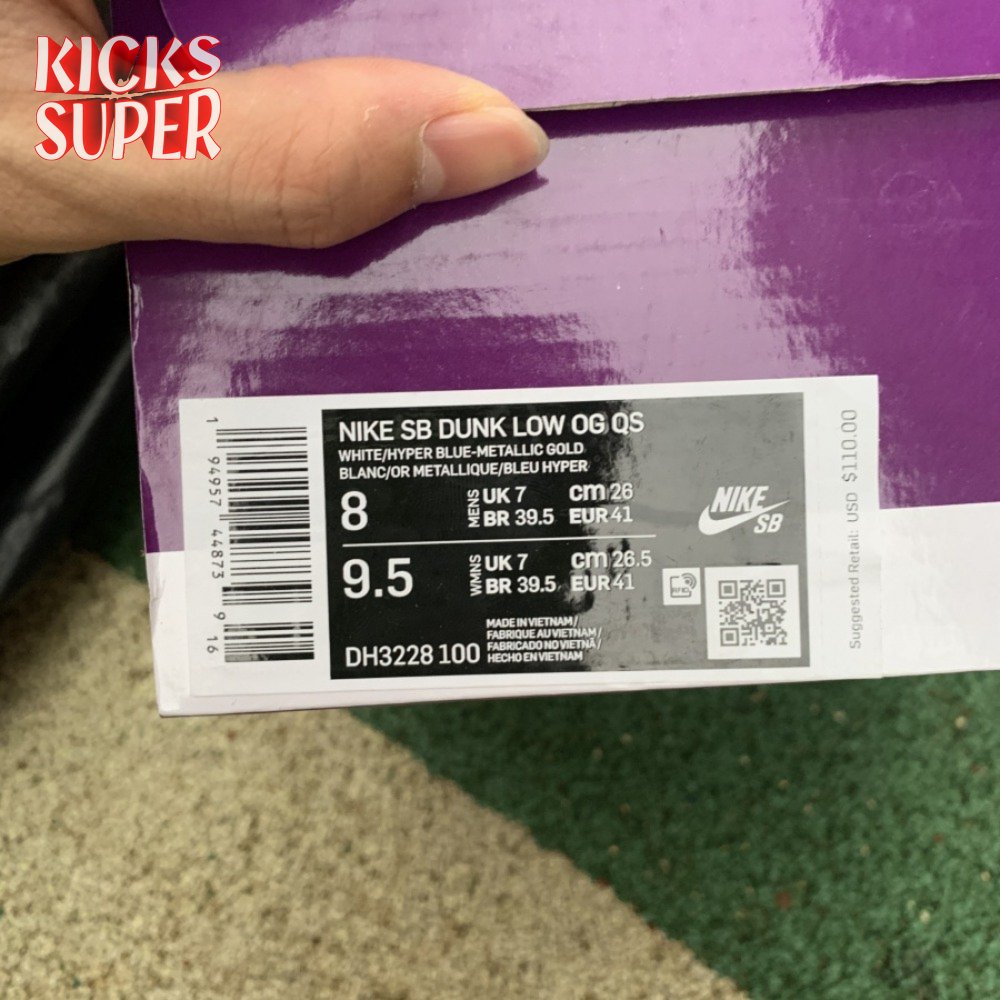 KICKS
SUPER
NIKE SB DUNK LOW OG QS
WHITE/HYPER BLUE-METALLIC GOLD
BLANC/OR METALLIQUE/BLEU HYPER
8
MENS
UK 7 cm 26
BR 39.5 EUR 41
9.5
WMNS
UK 7 cm 26.5
BR 39.5 EUR 41
NIKE
SB
RFID
DH3228 100
MADE IN VIETNAM/
FABRIQUE AU VIETNAM/
FABRICADO NO VIETNÃ/
HECHO EN VIETNAM
1 94957 44873 9 16
Suggested Retail: USD $110.00